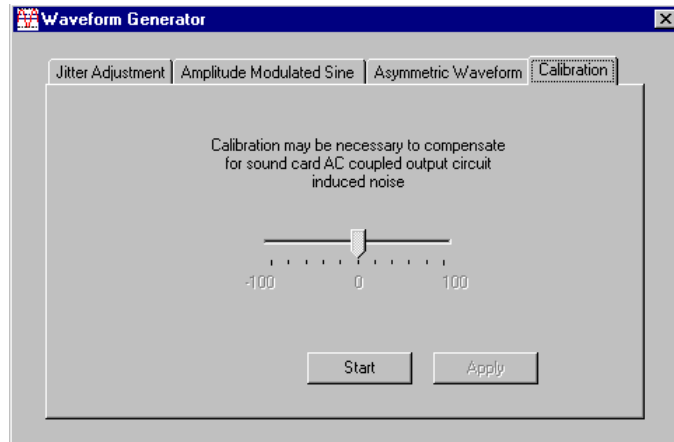 Waveform Generator
Jitter Adjustment
Amplitude Modulated Sine
Asymmetric Waveform
Calibration
Calibration may be necessary to compensate
for sound card AC coupled output circuit
induced noise
-100 0 100
Start
Apply